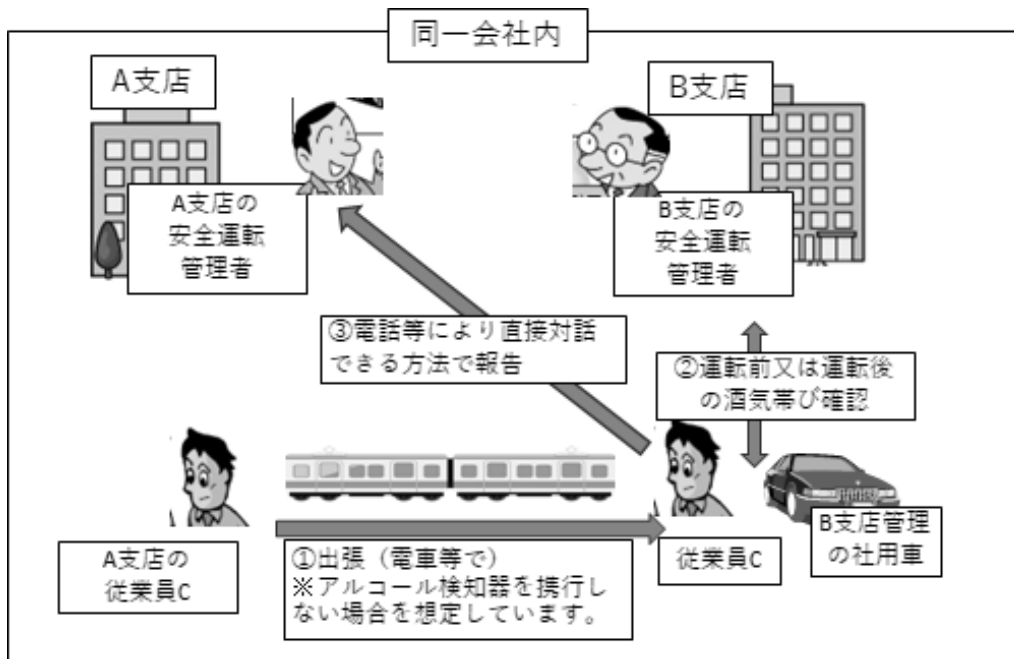 同一会社内
A支店
B支店
A支店の
安全運転
管理者
B支店の
安全運転
管理者
③電話等により直接対話
できる方法で報告
②運転前又は運転後
の酒気帯び確認
A支店の
従業員C
①出張（電車等で）
※アルコール検知器を携行し
ない場合を想定しています。
従業員C
B支店管理
の社用車